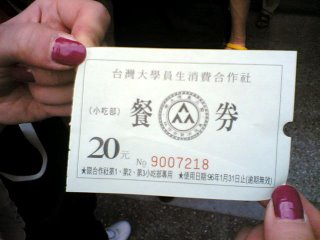 台灣大學員生消費合作社
(小吃部) 餐 券
20元 No 9007218
★限合作社第1、第2、第3小吃部專用 ★使用日期:96年1月31日止(逾期無效)